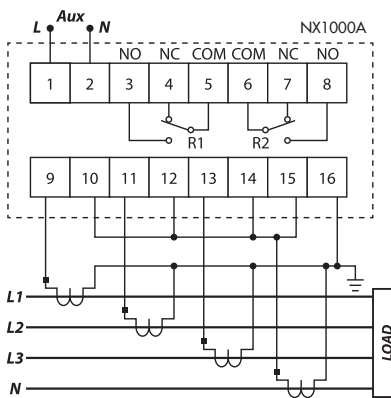 Aux
L N NX1000A
NO NC COM COM NC NO
1 2 3 4 5 6 7 8
R1 R2
9 10 11 12 13 14 15 16
L1
L2
L3
N
LOAD